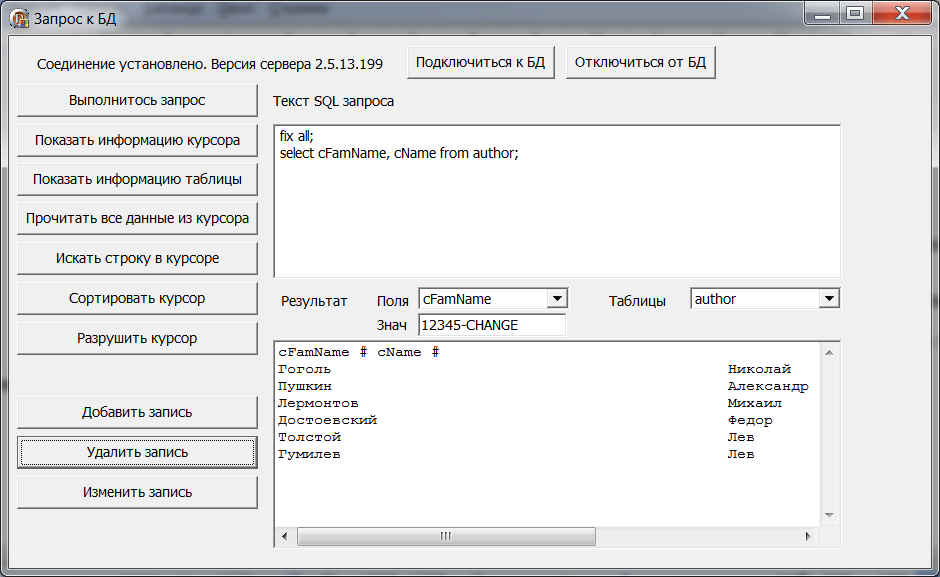 Запрос к БД
Соединение установлено. Версия сервера 2.5.13.199
Подключиться к БД
Отключиться от БД
Выполнитось запрос
Текст SQL запроса
Показать информацию курсора
Показать информацию таблицы
Прочитать все данные из курсора
Искать строку в курсоре
Сортировать курсор
Разрушить курсор
Добавить запись
Удалить запись
Изменить запись
fix all;
select cFamName, cName from author;
Результат Поля cFamName Таблицы author
Знач 12345-CHANGE
cFamName # cName #
Гоголь Николай
Пушкин Александр
Лермонтов Михаил
Достоевский Федор
Толстой Лев
Гумилев Лев